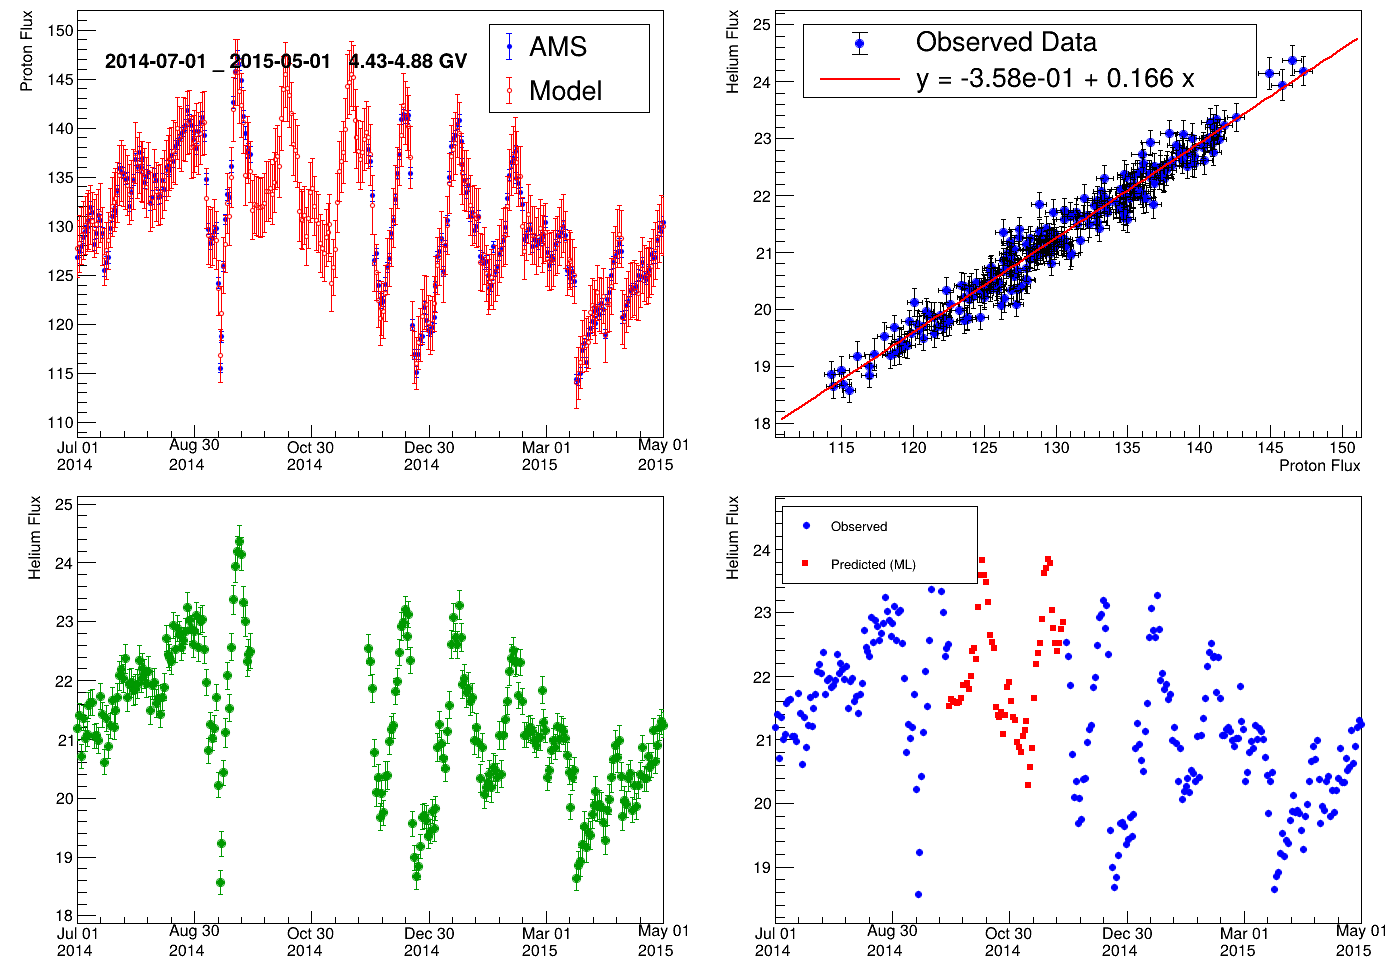 Proton Flux
150
145
140
135
130
125
120
115
110
2014-07-01 _ 2015-05-01 4.43-4.88 GV
AMS
Model
Jul 01
2014
Aug 30
2014
Oct 30
2014
Dec 30
2014
Mar 01
2015
May 01
2015
Helium Flux
25
24
23
22
21
20
19
18
Observed Data
y = -3.58e-01 + 0.166 x
115
120
125
130
135
140
145
150
Proton Flux
Helium Flux
25
24
23
22
21
20
19
18
Jul 01
2014
Aug 30
2014
Oct 30
2014
Dec 30
2014
Mar 01
2015
May 01
2015
Helium Flux
24
23
22
21
20
19
Observed
Predicted (ML)
Jul 01
2014
Aug 30
2014
Oct 30
2014
Dec 30
2014
Mar 01
2015
May 01
2015